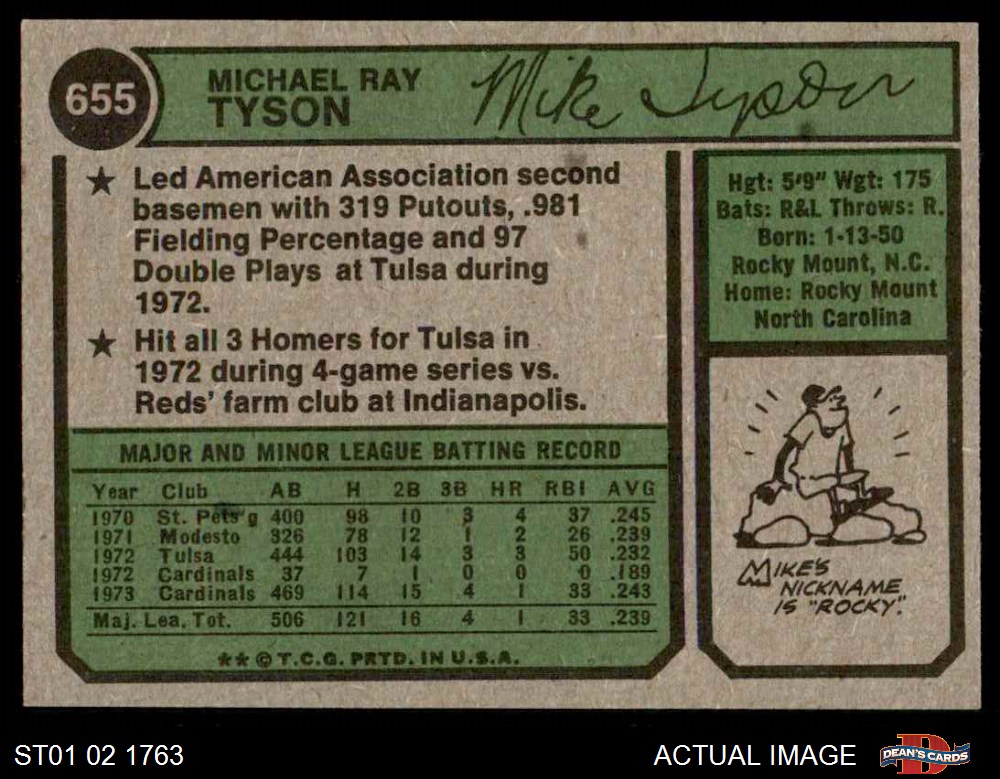 655
MICHAEL RAY
TYSON
Mike Tyson
★ Led American Association second
basemen with 319 Putouts, .981
Fielding Percentage and 97
Double Plays at Tulsa during
1972.
★ Hit all 3 Homers for Tulsa in
1972 during 4-game series vs.
Reds' farm club at Indianapolis.
MAJOR AND MINOR LEAGUE BATTING RECORD
Year Club AB H 2B 3B HR RBI AVG
1970 St. Pets'g 400 98 10 3 4 37 .245
1971 Modesto 326 78 12 1 2 26 .239
1972 Tulsa 444 103 14 3 3 50 .232
1972 Cardinals 37 7 1 0 0 0 .189
1973 Cardinals 469 114 15 4 1 33 .243
Maj. Lea. Tot. 506 121 16 4 1 33 .239
** © T.C.G. PRTD. IN U.S.A.
Hgt: 5'9" Wgt: 175
Bats: R&L Throws: R.
Born: 1-13-50
Rocky Mount, N.C.
Home: Rocky Mount
North Carolina
MIKE'S
NICKNAME
IS "ROCKY."
ST01 02 1763
ACTUAL IMAGE
DEAN'S CARDS